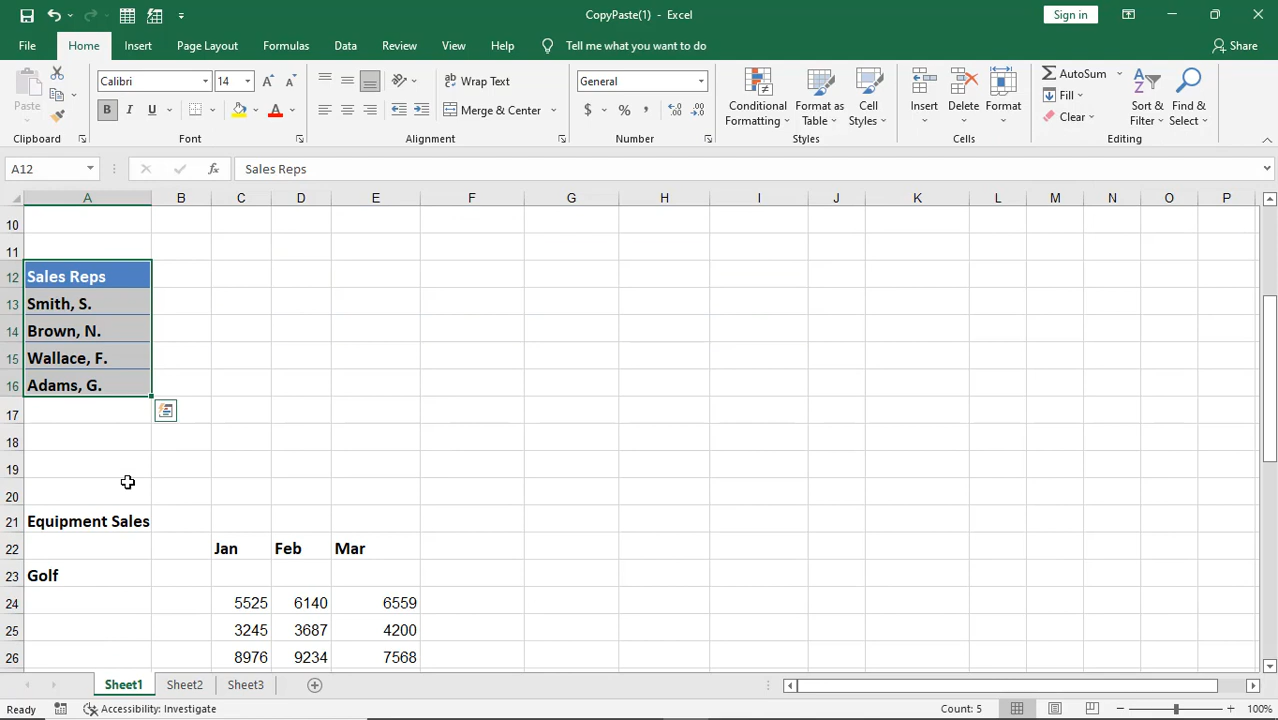 CopyPaste(1) - Excel
Sign in
File Home Insert Page Layout Formulas Data Review View Help Tell me what you want to do Share
Paste
Calibri 14 A A
B I U A
Wrap Text
Merge & Center
General
$ % ,
Conditional Formatting
Format as Table
Cell Styles
Insert
Delete
Format
AutoSum
Fill
Clear
Sort & Filter
Find & Select
Clipboard Font Alignment Number Styles Cells Editing
A12 fx Sales Reps
A B C D E F G H I J K L M N O P
10
11
12 Sales Reps
13 Smith, S.
14 Brown, N.
15 Wallace, F.
16 Adams, G.
17
18
19
20
21 Equipment Sales
22 Jan Feb Mar
23 Golf
24 5525 6140 6559
25 3245 3687 4200
26 8976 9234 7568
Sheet1 Sheet2 Sheet3
Ready Accessibility: Investigate Count: 5 100%